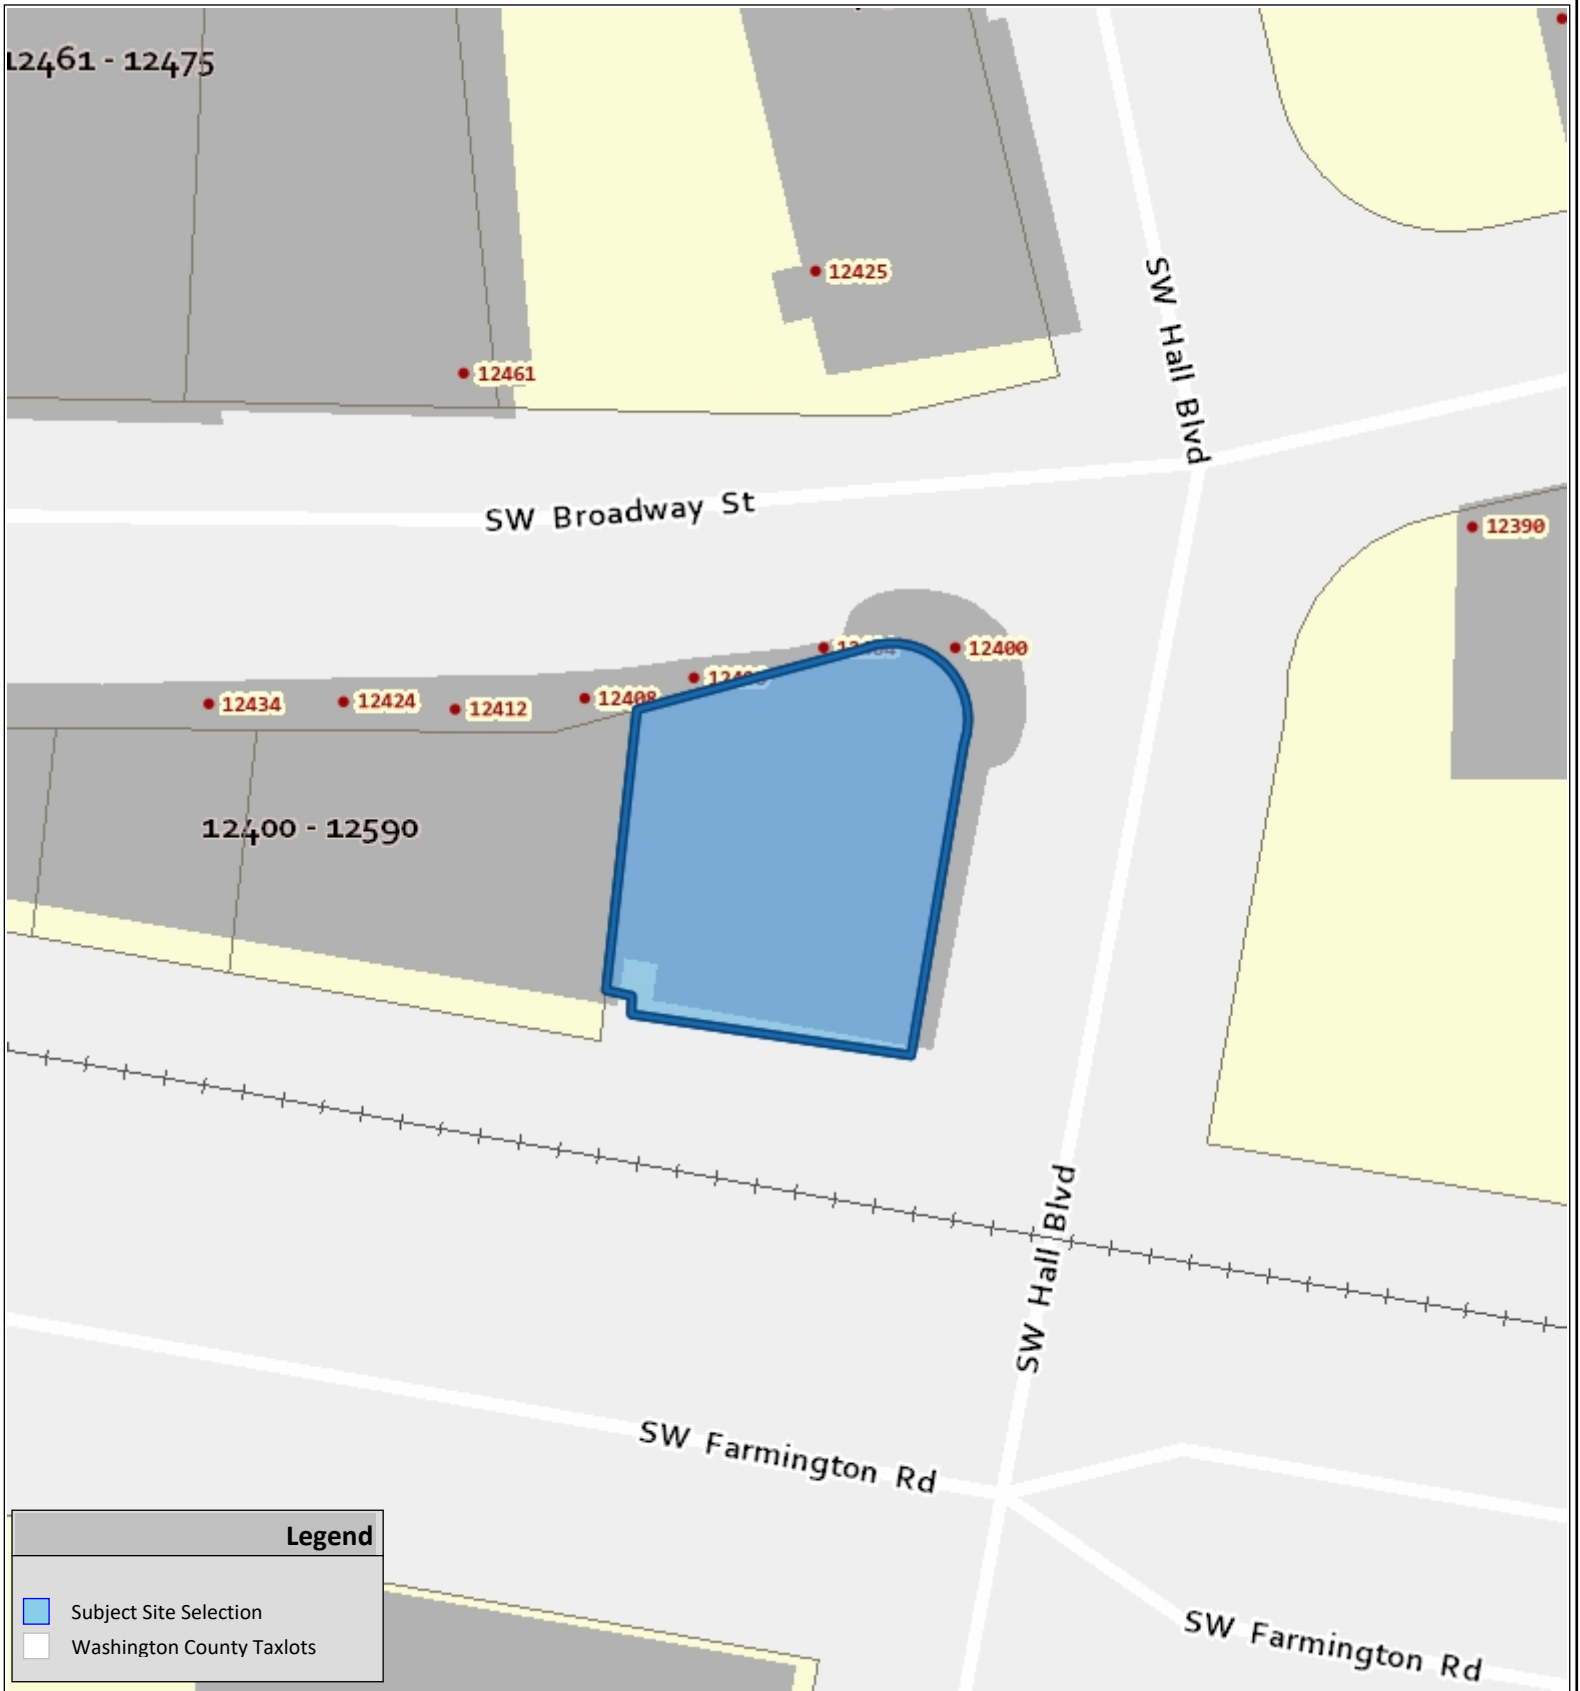 12461 - 12475
12425
12461
SW Hall Blvd
SW Broadway St
12390
12400
12434
12424
12412
12408
12400 - 12590
SW Hall Blvd
SW Farmington Rd
SW Farmington Rd
Legend
Subject Site Selection
Washington County Taxlots